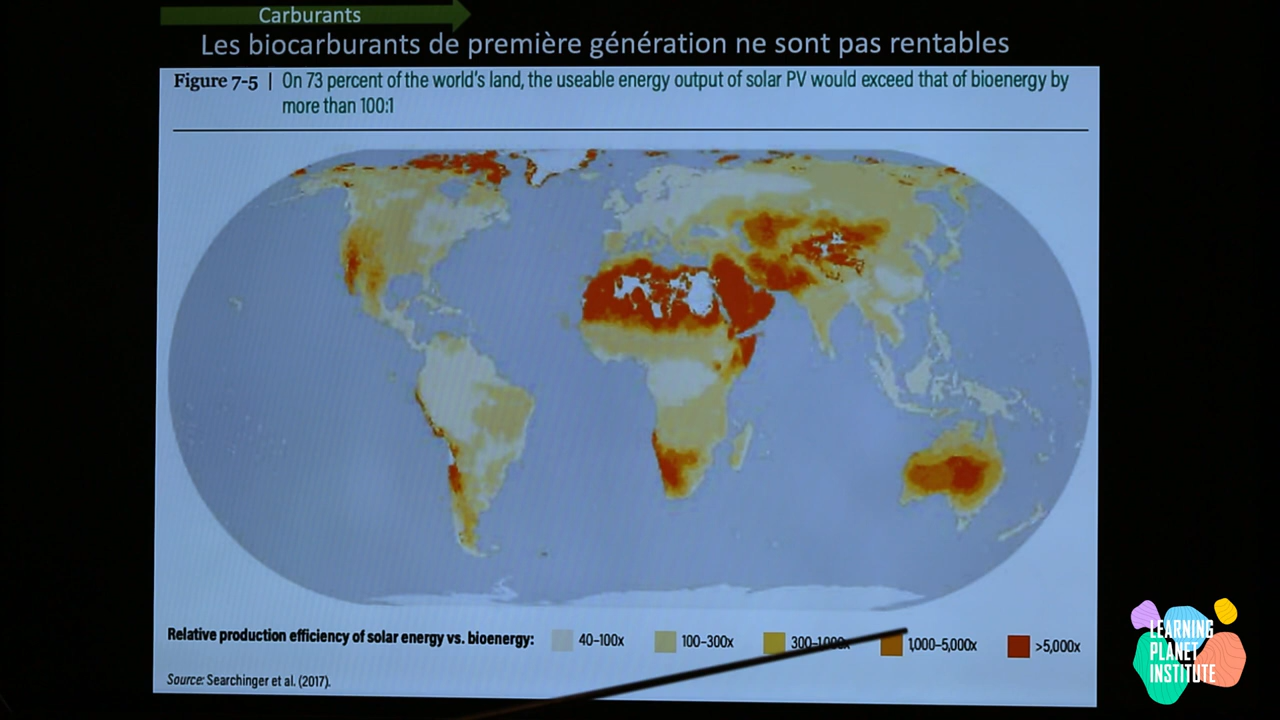 Carburants
Les biocarburants de première génération ne sont pas rentables
Figure 7-5 | On 73 percent of the world's land, the useable energy output of solar PV would exceed that of bioenergy by
more than 100:1
Relative production efficiency of solar energy vs. bioenergy: 40–100x 100–300x 300–1000x 1,000–5,000x >5,000x
Source: Searchinger et al. (2017).
LEARNING
PLANET
INSTITUTE